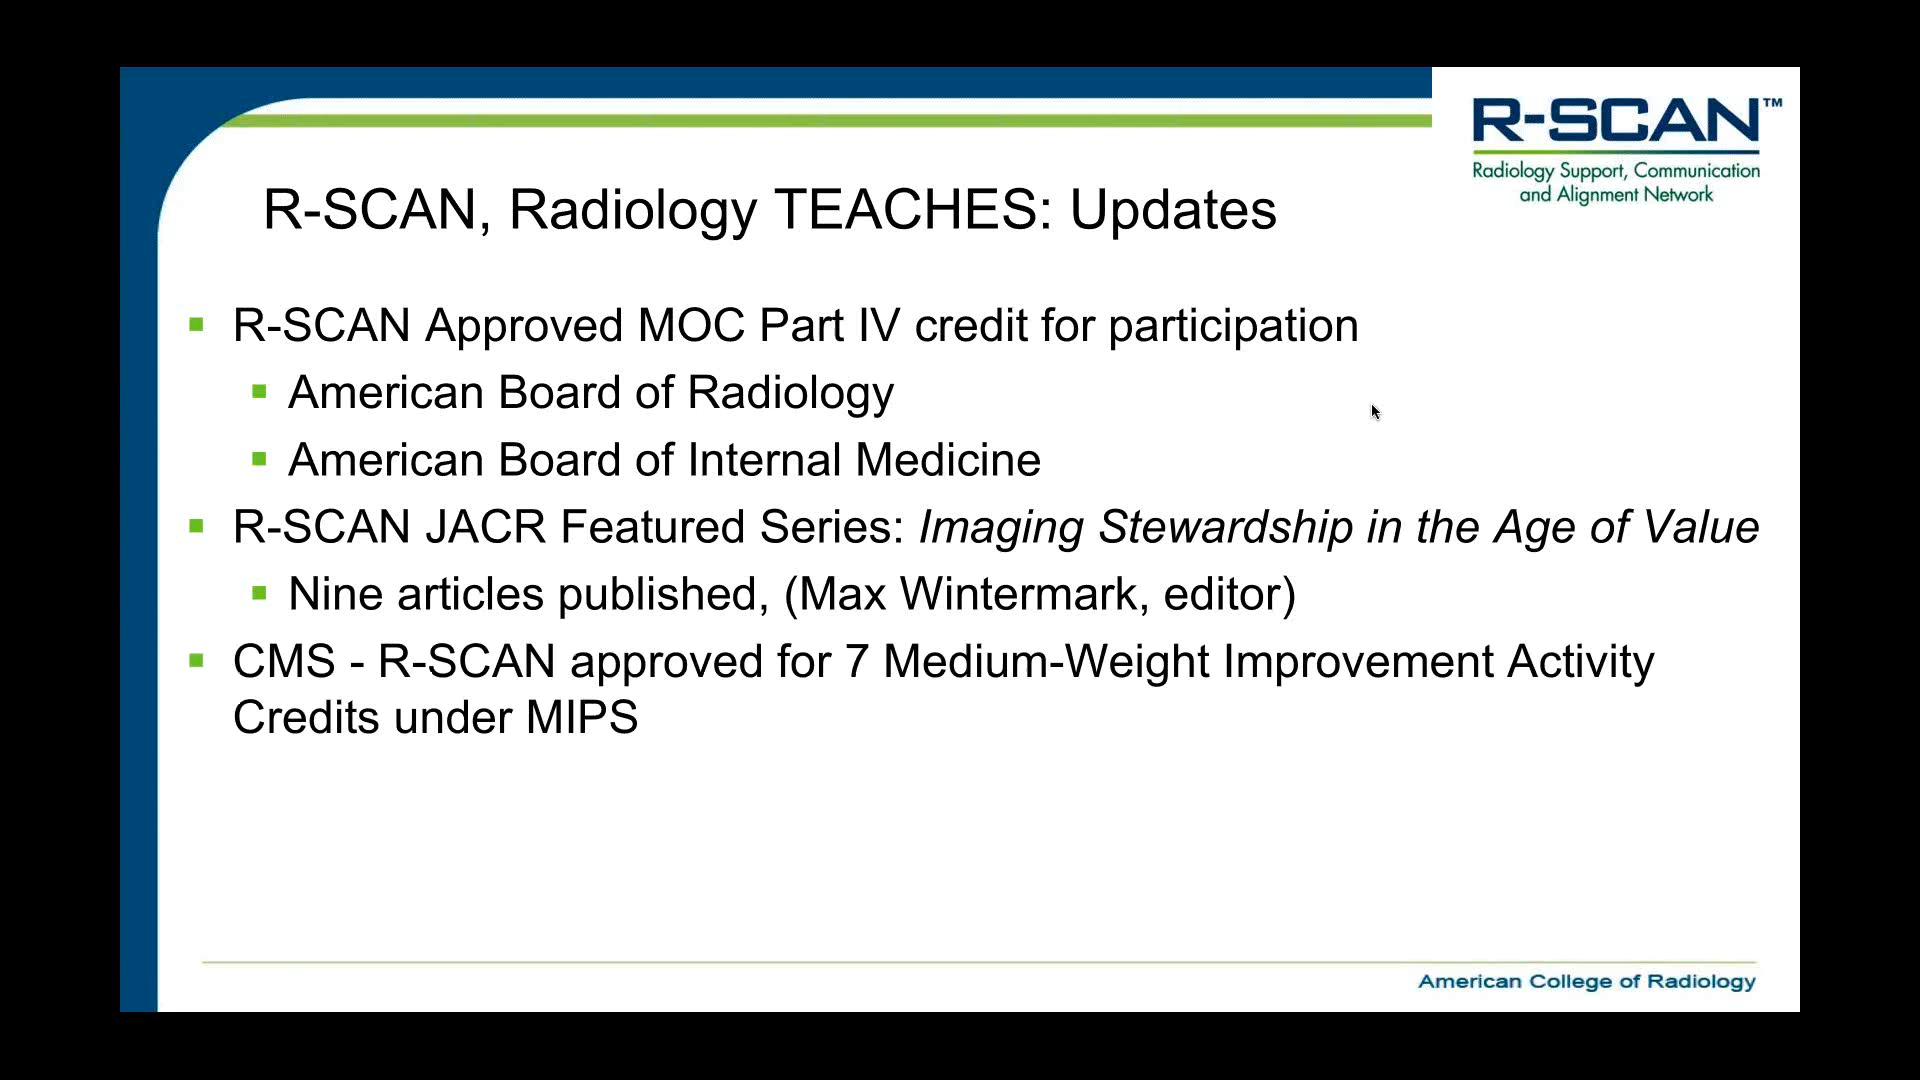 R-SCAN™
Radiology Support, Communication
and Alignment Network
R-SCAN, Radiology TEACHES: Updates
R-SCAN Approved MOC Part IV credit for participation
American Board of Radiology
American Board of Internal Medicine
R-SCAN JACR Featured Series: Imaging Stewardship in the Age of Value
Nine articles published, (Max Wintermark, editor)
CMS - R-SCAN approved for 7 Medium-Weight Improvement Activity
Credits under MIPS
American College of Radiology